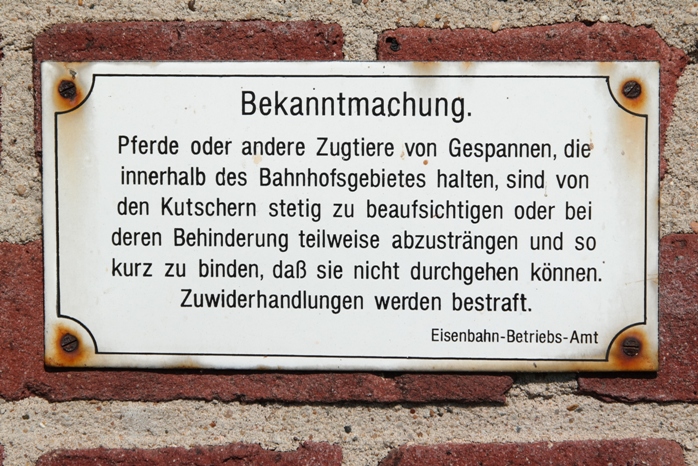 Bekanntmachung.
Pferde oder andere Zugtiere von Gespannen, die
innerhalb des Bahnhofsgebietes halten, sind von
den Kutschern stetig zu beaufsichtigen oder bei
deren Behinderung teilweise abzusträngen und so
kurz zu binden, daß sie nicht durchgehen können.
Zuwiderhandlungen werden bestraft.
Eisenbahn-Betriebs-Amt